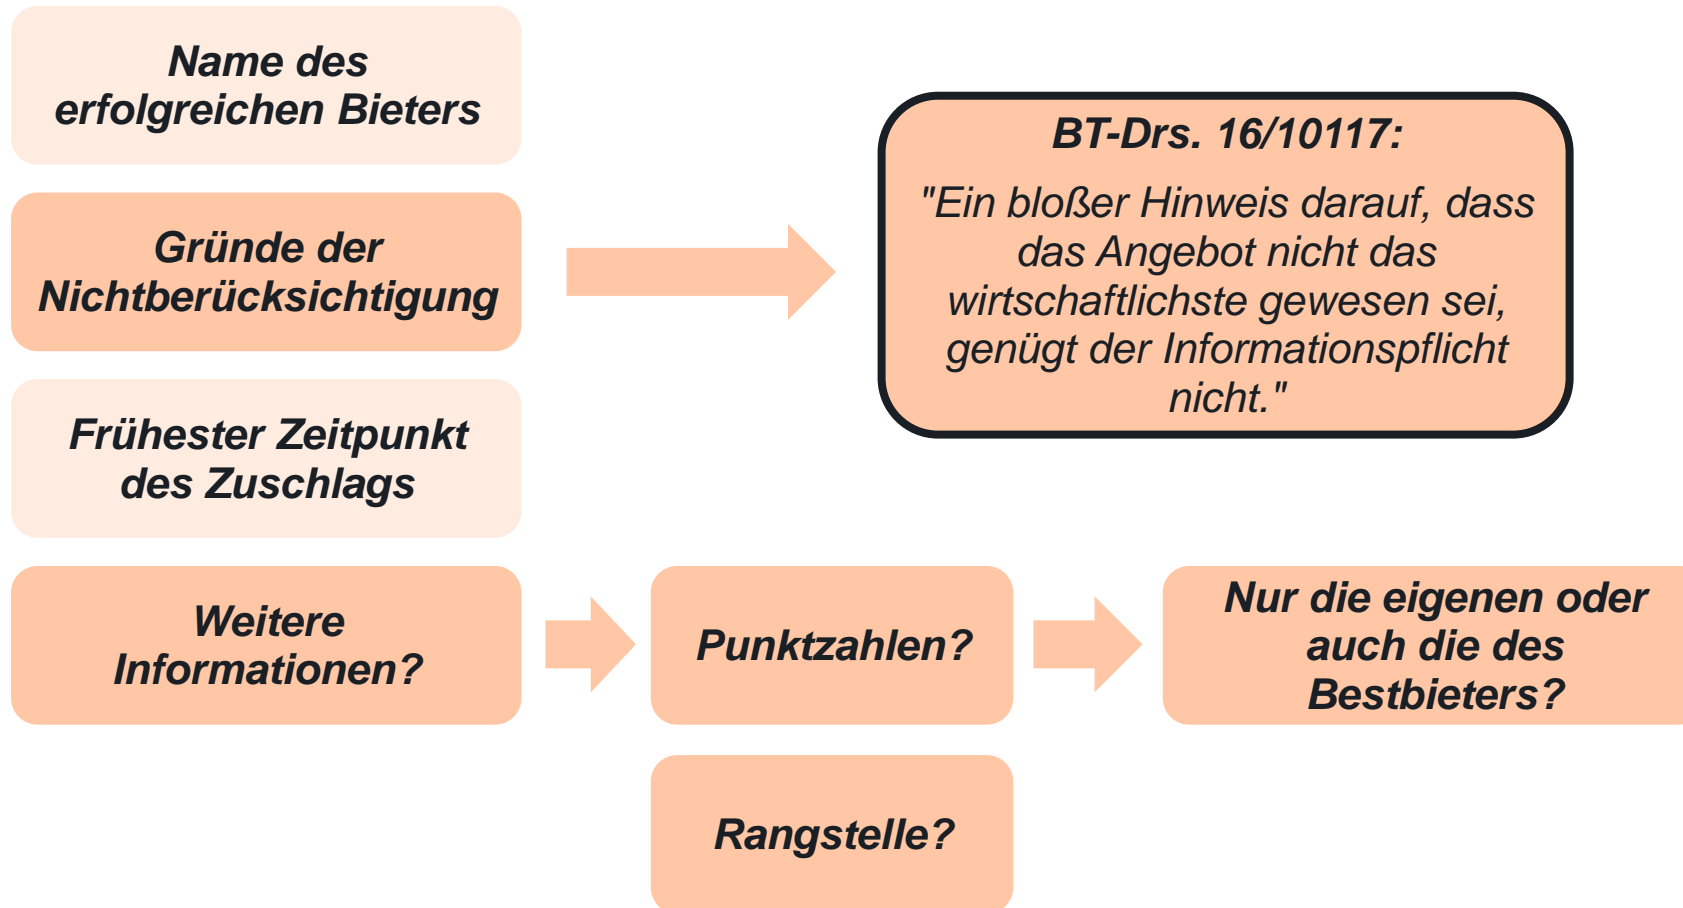 Name des
erfolgreichen Bieters
Gründe der
Nichtberücksichtigung
BT-Drs. 16/10117:
"Ein bloßer Hinweis darauf, dass
das Angebot nicht das
wirtschaftlichste gewesen sei,
genügt der Informationspflicht
nicht."
Frühester Zeitpunkt
des Zuschlags
Weitere
Informationen?
Punktzahlen?
Nur die eigenen oder
auch die des
Bestbieters?
Rangstelle?